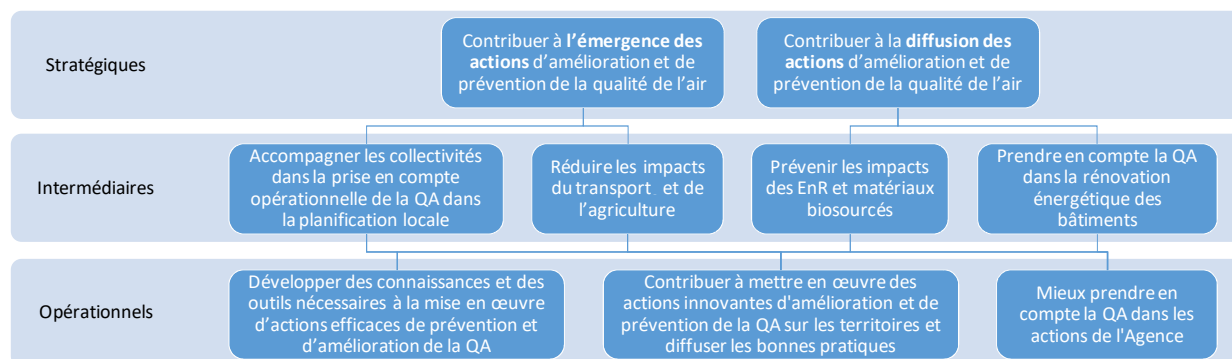 Stratégiques
Contribuer à l'émergence des
actions d'amélioration et de
prévention de la qualité de l'air
Contribuer à la diffusion des
actions d'amélioration et de
prévention de la qualité de l'air
Intermédiaires
Accompagner les collectivités
dans la prise en compte
opérationnelle de la QA dans
la planification locale
Réduire les impacts
du transport et de
l'agriculture
Prévenir les impacts
des EnR et matériaux
biosourcés
Prendre en compte la QA
dans la rénovation
énergétique des
bâtiments
Opérationnels
Développer des connaissances et des
outils nécessaires à la mise en œuvre
d'actions efficaces de prévention et
d'amélioration de la QA
Contribuer à mettre en œuvre des
actions innovantes d'amélioration et de
prévention de la QA sur les territoires et
diffuser les bonnes pratiques
Mieux prendre en
compte la QA dans les
actions de l'Agence